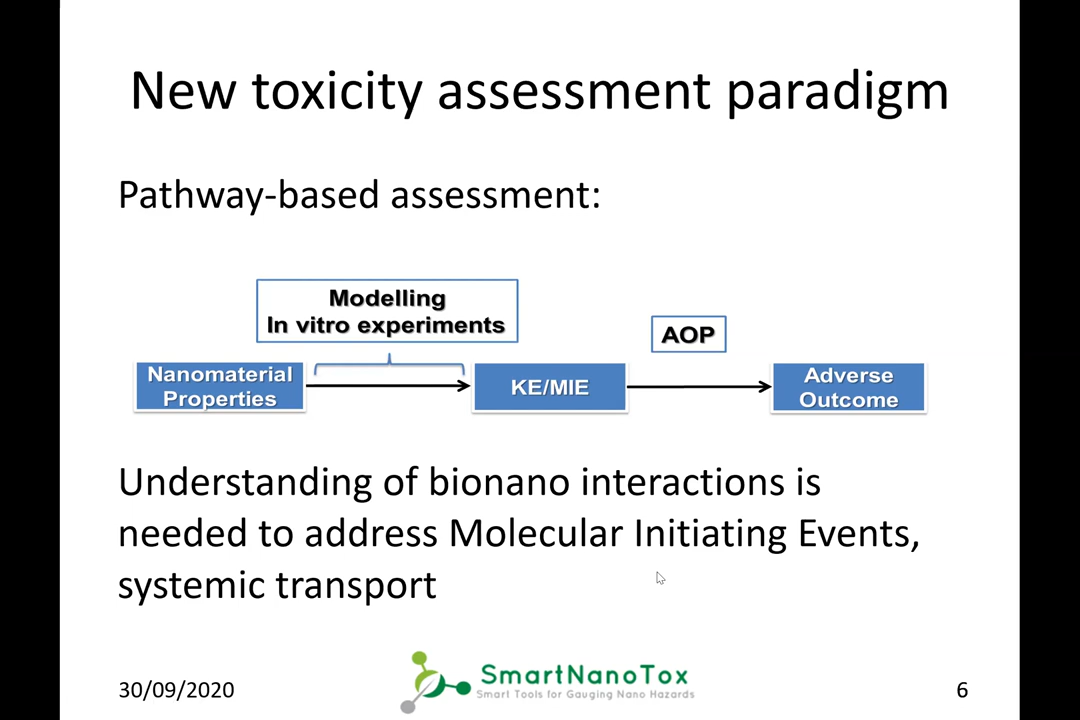 New toxicity assessment paradigm
Pathway-based assessment:
Modelling
In vitro experiments
AOP
Nanomaterial
Properties
KE/MIE
Adverse
Outcome
Understanding of bionano interactions is
needed to address Molecular Initiating Events,
systemic transport
30/09/2020
SmartNanoTox
Smart Tools for Gauging Nano Hazards
6